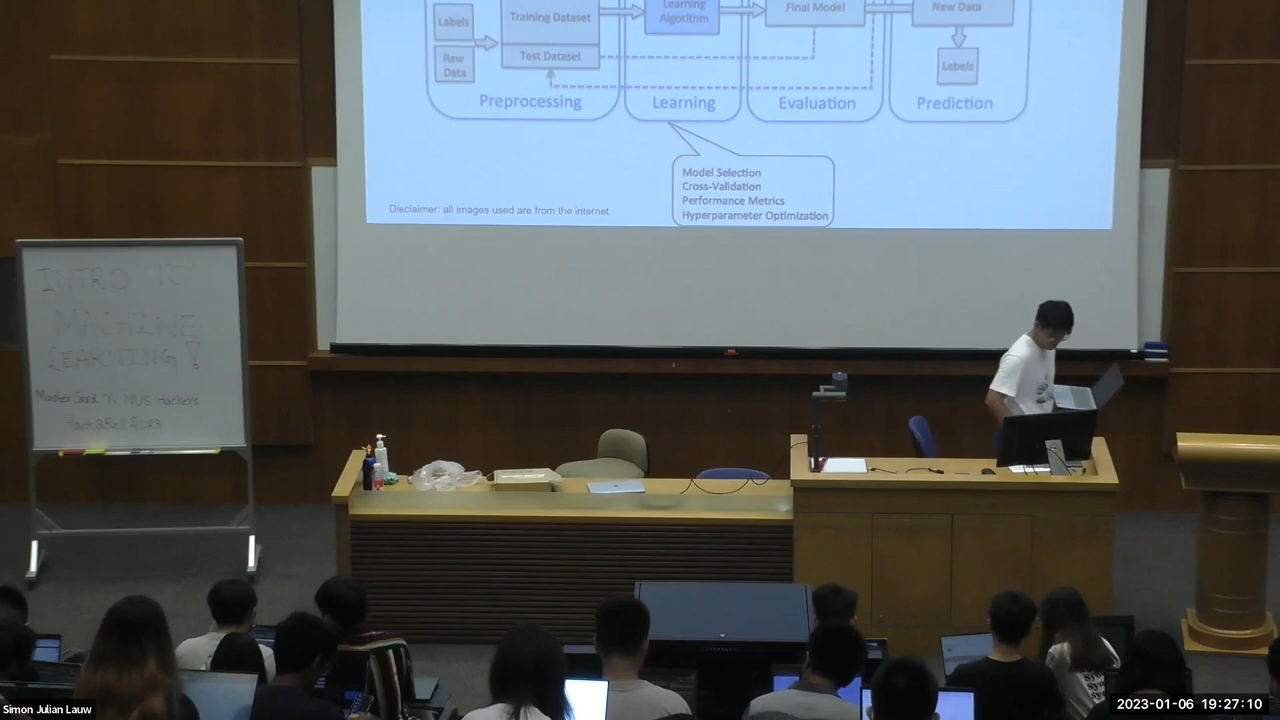 Labels
Raw
Data
Training Dataset
Test Dataset
Learning
Algorithm
Final Model
New Data
Labels
Preprocessing
Learning
Evaluation
Prediction
Model Selection
Cross-Validation
Performance Metrics
Hyperparameter Optimization
Disclaimer: all images used are from the internet
INTRO TO
MACHINE
LEARNING!
NUS Hackers
Hack&Roll 2023
Simon Julian Lauw
2023-01-06 19:27:10